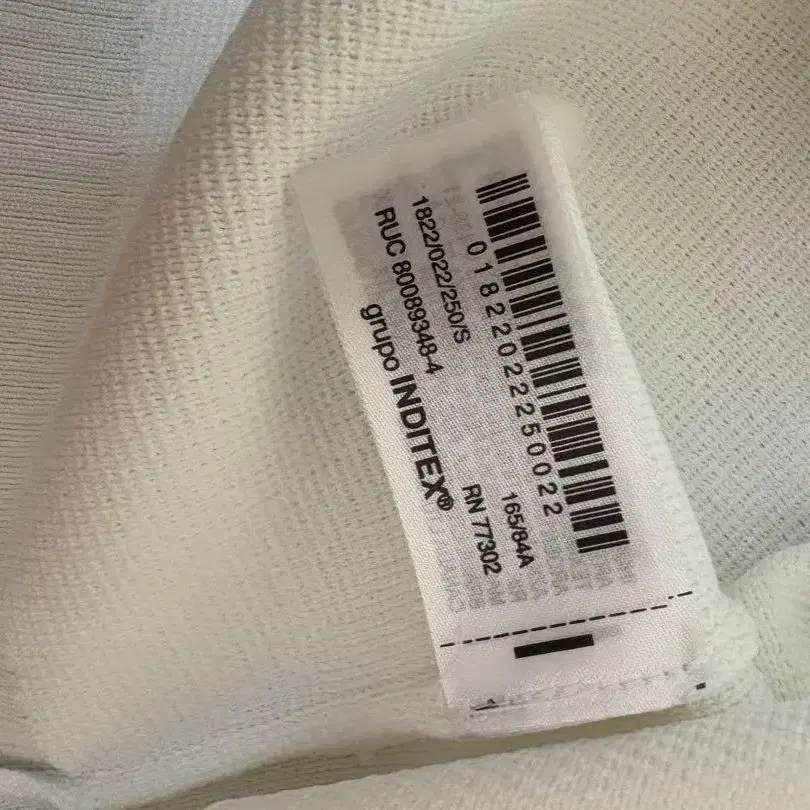 01822022250022
1822/022/250/S 165/84A
RUC 80089348-4 RN 77302
grupo INDITEX®